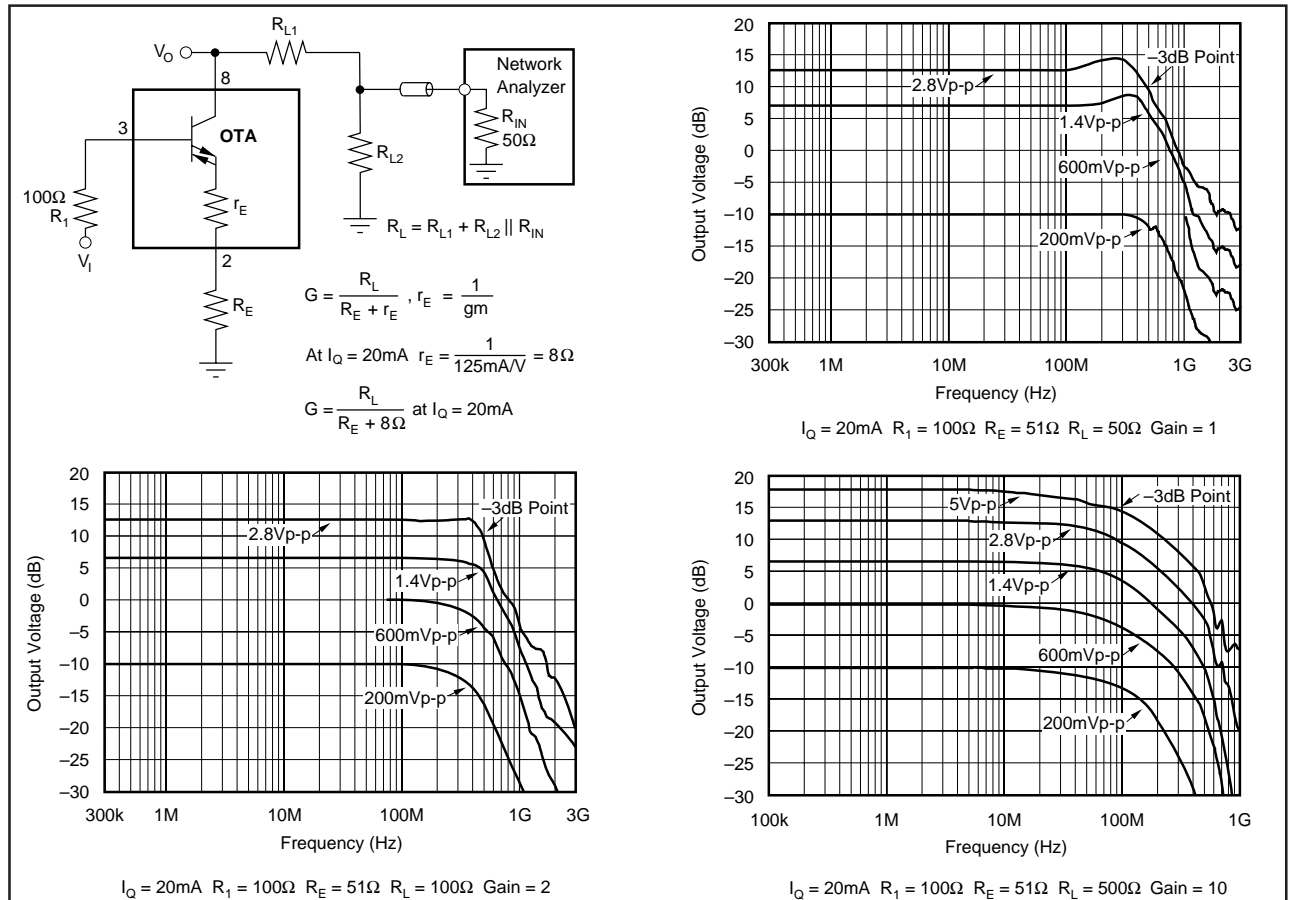 R_L1
V_O
8
3
OTA
100Ω
R_1
V_I
r_E
2
R_E
R_L2
Network
Analyzer
R_IN
50Ω
R_L = R_L1 + R_L2 || R_IN
G = R_L / (R_E + r_E) , r_E = 1 / gm
At I_Q = 20mA r_E = 1 / 125mA/V = 8Ω
G = R_L / (R_E + 8Ω) at I_Q = 20mA
20
15
10
5
0
–5
–10
–15
–20
–25
–30
Output Voltage (dB)
–3dB Point
2.8Vp-p
1.4Vp-p
600mVp-p
200mVp-p
300k 1M 10M 100M 1G 3G
Frequency (Hz)
I_Q = 20mA R_1 = 100Ω R_E = 51Ω R_L = 50Ω Gain = 1
20
15
10
5
0
–5
–10
–15
–20
–25
–30
Output Voltage (dB)
–3dB Point
2.8Vp-p
1.4Vp-p
600mVp-p
200mVp-p
300k 1M 10M 100M 1G 3G
Frequency (Hz)
I_Q = 20mA R_1 = 100Ω R_E = 51Ω R_L = 100Ω Gain = 2
20
15
10
5
0
–5
–10
–15
–20
–25
–30
Output Voltage (dB)
–3dB Point
5Vp-p
2.8Vp-p
1.4Vp-p
600mVp-p
200mVp-p
100k 1M 10M 100M 1G
Frequency (Hz)
I_Q = 20mA R_1 = 100Ω R_E = 51Ω R_L = 500Ω Gain = 10